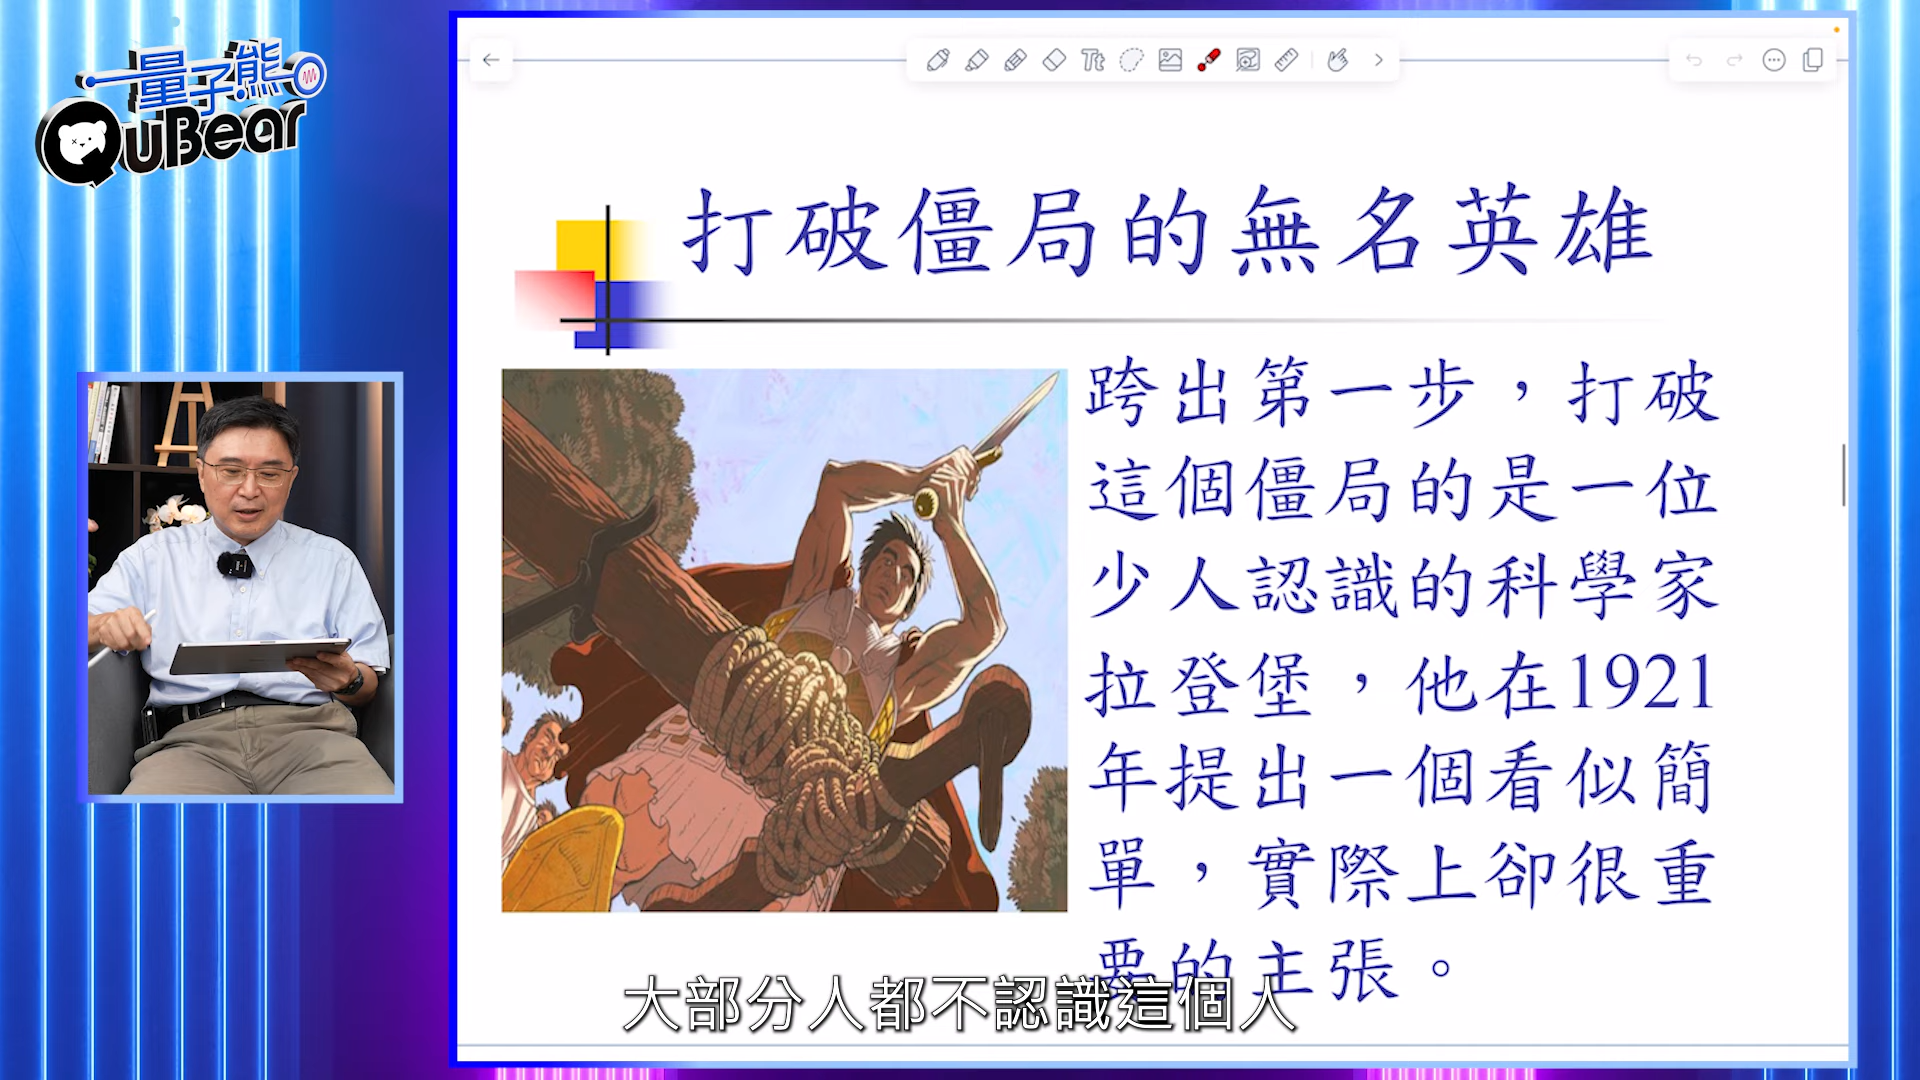 量子熊
QuBear
Tt
打破僵局的無名英雄
跨出第一步，打破
這個僵局的是一位
少人認識的科學家
拉登堡，他在1921
年提出一個看似簡
單，實際上卻很重
要的主張。
大部分人都不認識這個人